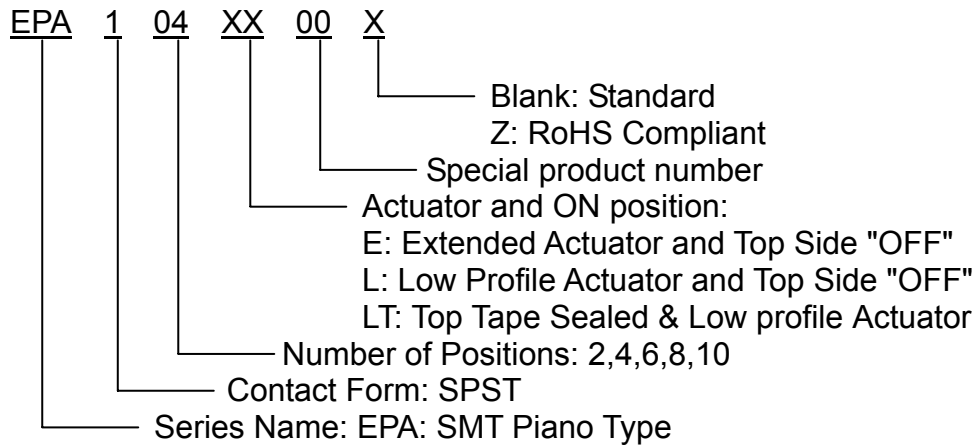 EPA 1 04 XX 00 X
Blank: Standard
Z: RoHS Compliant
Special product number
Actuator and ON position:
E: Extended Actuator and Top Side "OFF"
L: Low Profile Actuator and Top Side "OFF"
LT: Top Tape Sealed & Low profile Actuator
Number of Positions: 2,4,6,8,10
Contact Form: SPST
Series Name: EPA: SMT Piano Type